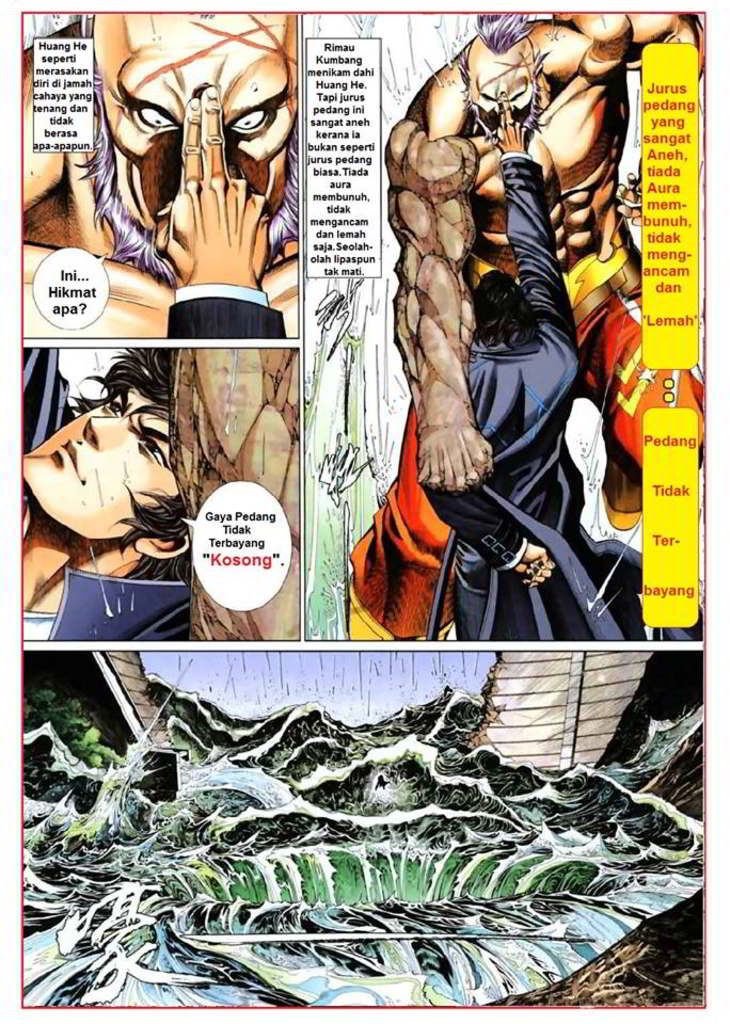 Huang He
seperti
merasakan
diri di jamah
cahaya yang
tenang dan
tidak
berasa
apa-apapun.
Ini...
Hikmat
apa?
Rimau
Kumbang
menikam dahi
Huang He.
Tapi jurus
pedang ini
sangat aneh
kerana ia
bukan seperti
jurus pedang
biasa.Tiada
aura
membunuh,
tidak
mengancam
dan lemah
saja.Seolah-
olah lipaspun
tak mati.
Jurus
pedang
yang
sangat
Aneh,
tiada
Aura
mem-
bunuh,
tidak
meng-
ancam
dan
'Lemah'
Pedang
Tidak
Ter-
bayang
Gaya Pedang
Tidak
Terbayang
"Kosong".